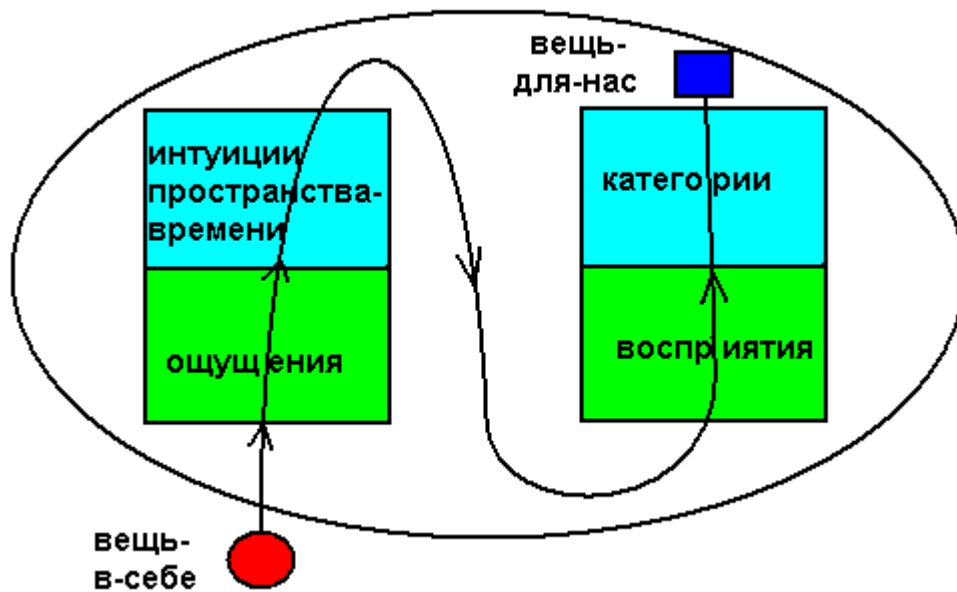 вещь-
для-нас
интуиции
пространства-
времени
категории
ощущения
восприятия
вещь-
в-себе